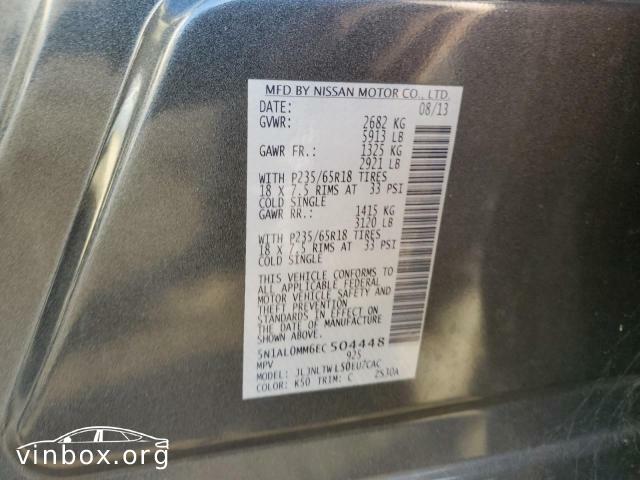 MFD BY NISSAN MOTOR CO., LTD.
DATE: 08/13
GVWR: 2682 KG
5913 LB
GAWR FR.: 1325 KG
2921 LB
WITH P235/65R18 TIRES
18 X 7.5 RIMS AT 33 PSI
COLD SINGLE
GAWR RR.: 1415 KG
3120 LB
WITH P235/65R18 TIRES
18 X 7.5 RIMS AT 33 PSI
COLD SINGLE
THIS VEHICLE CONFORMS TO
ALL APPLICABLE FEDERAL
MOTOR VEHICLE SAFETY AND
THEFT PREVENTION
STANDARDS IN EFFECT ON
THE DATE OF MANUFACTURE
SHOWN ABOVE.
5N1AL0MM6EC504448
MPV 925
MODEL:
COLOR: K50 TRIM: C 2530A
vinbox.org